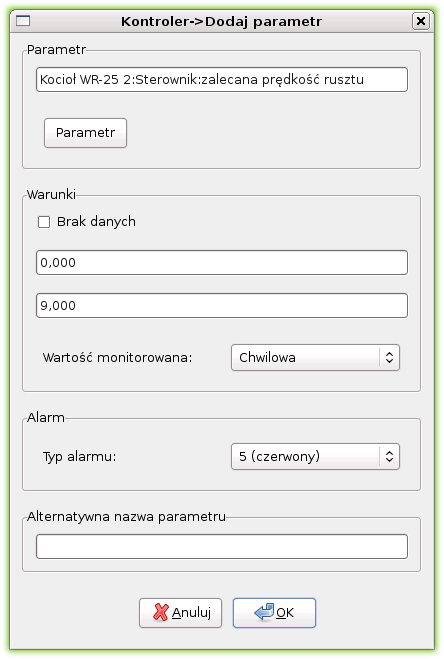 Kontroler->Dodaj parametr
Parametr
Kocioł WR-25 2:Sterownik:zalecana prędkość rusztu
Parametr
Warunki
Brak danych
0,000
9,000
Wartość monitorowana: Chwilowa
Alarm
Typ alarmu: 5 (czerwony)
Alternatywna nazwa parametru
Anuluj OK